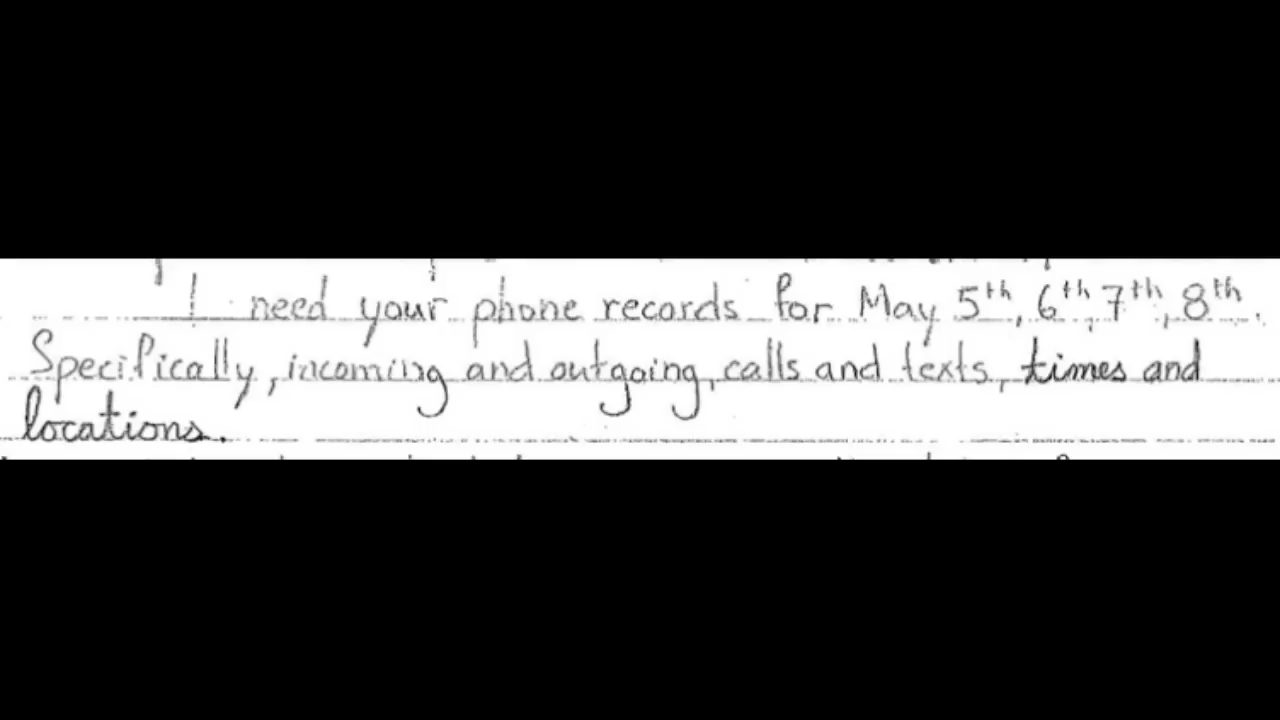 I need your phone records for May 5th, 6th, 7th, 8th.
Specifically, incoming and outgoing, calls and texts, times and
locations.